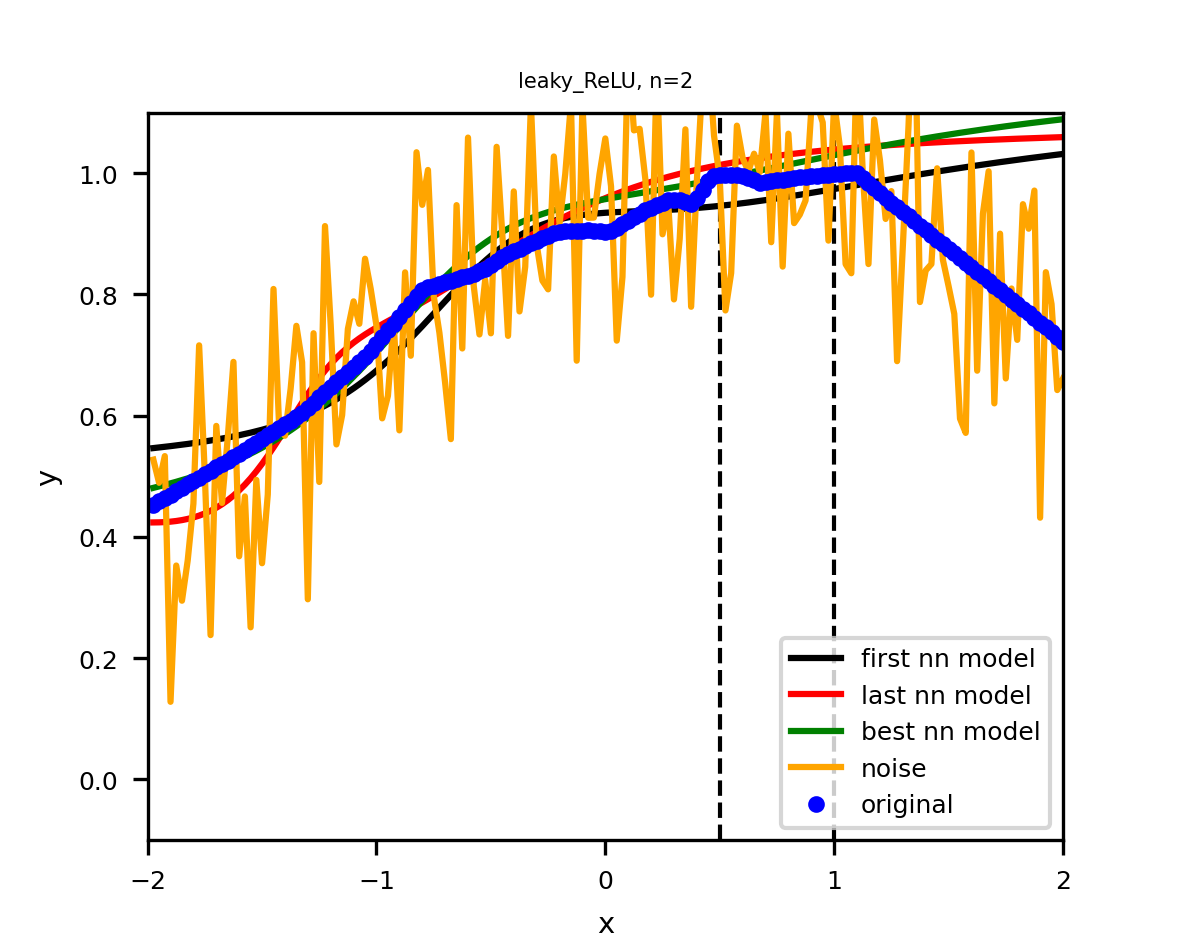 leaky_ReLU, n=2
1.0
0.8
0.6
0.4
0.2
0.0
y
first nn model
last nn model
best nn model
noise
original
−2
−1
0
1
2
x